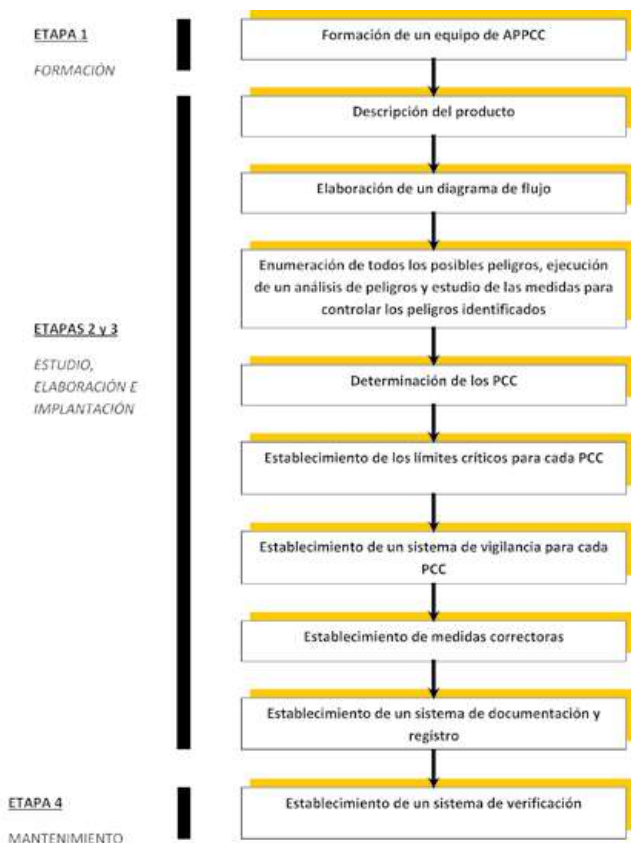 ETAPA 1
FORMACIÓN
Formación de un equipo de APPCC
Descripción del producto
Elaboración de un diagrama de flujo
Enumeración de todos los posibles peligros, ejecución
de un análisis de peligros y estudio de las medidas para
controlar los peligros identificados
ETAPAS 2 y 3
ESTUDIO,
ELABORACIÓN E
IMPLANTACIÓN
Determinación de los PCC
Establecimiento de los límites críticos para cada PCC
Establecimiento de un sistema de vigilancia para cada
PCC
Establecimiento de medidas correctoras
Establecimiento de un sistema de documentación y
registro
ETAPA 4
MANTENIMIENTO
Establecimiento de un sistema de verificación